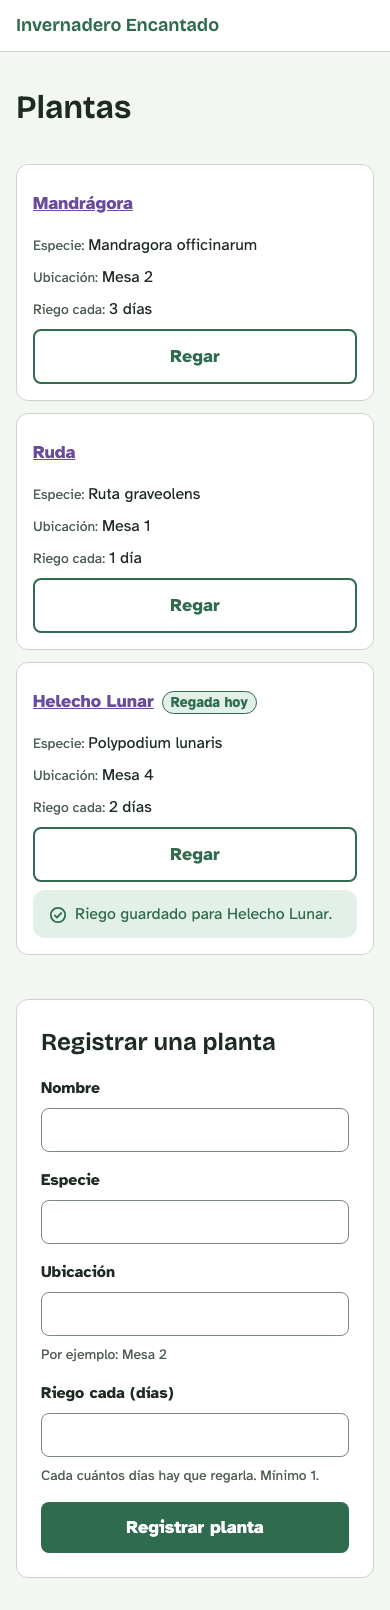 Invernadero Encantado
Plantas
Mandrágora
Especie: Mandragora officinarum
Ubicación: Mesa 2
Riego cada: 3 días
Regar
Ruda
Especie: Ruta graveolens
Ubicación: Mesa 1
Riego cada: 1 día
Regar
Helecho Lunar Regada hoy
Especie: Polypodium lunaris
Ubicación: Mesa 4
Riego cada: 2 días
Regar
Riego guardado para Helecho Lunar.
Registrar una planta
Nombre
Especie
Ubicación
Por ejemplo: Mesa 2
Riego cada (días)
Cada cuántos días hay que regarla. Mínimo 1.
Registrar planta